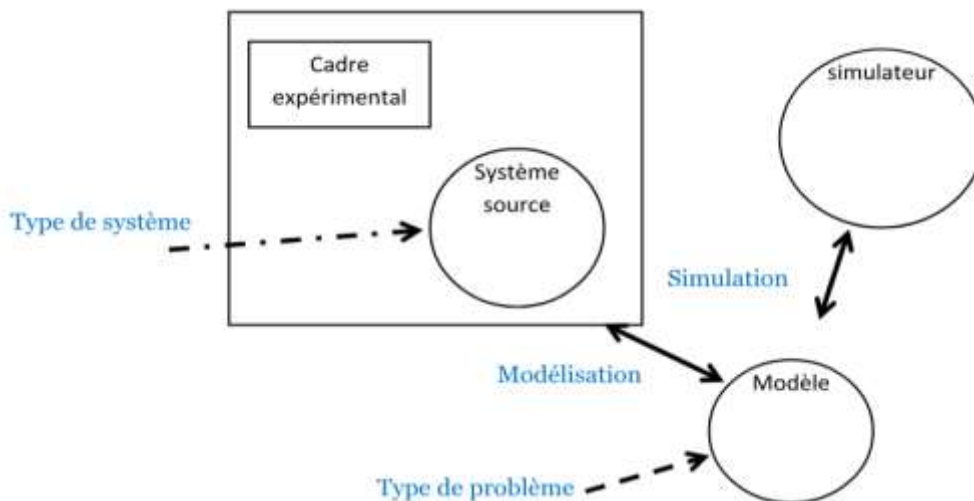 Cadre
expérimental
simulateur
Système
source
Type de système
Simulation
Modélisation
Modèle
Type de problème